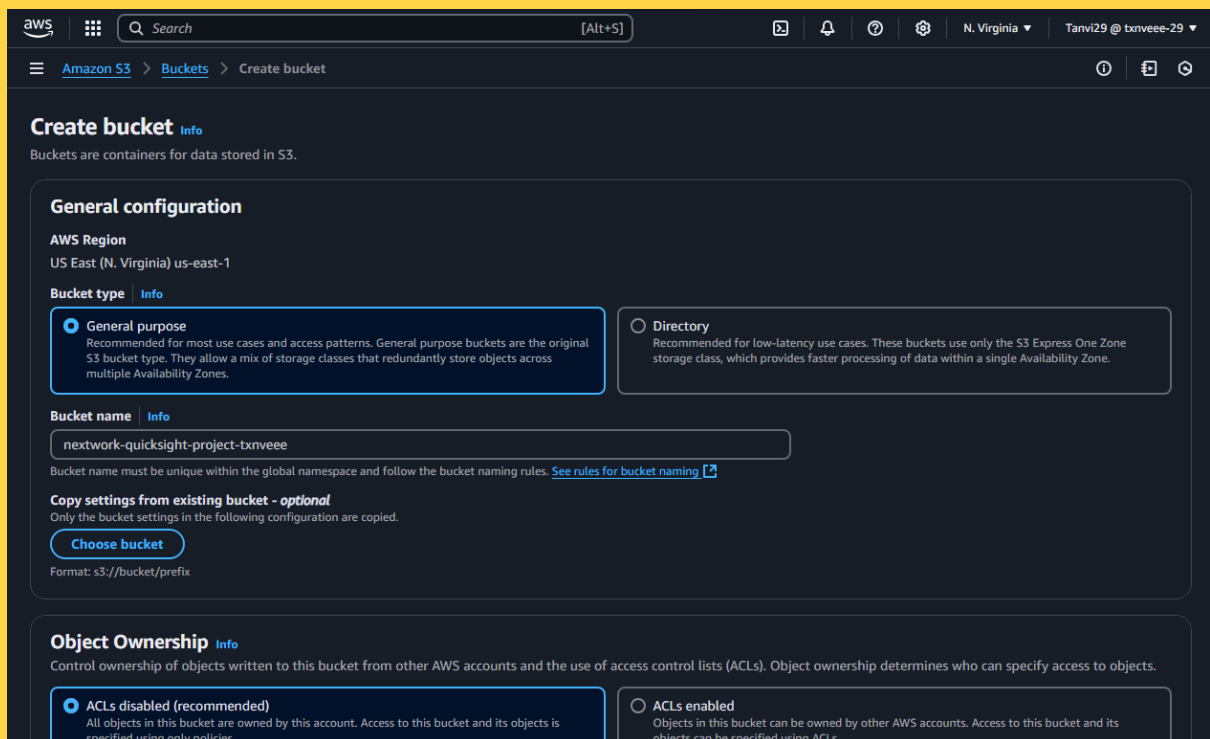 aws
Search [Alt+S] N. Virginia ▼ Tanvi29 @ txnveee-29 ▼
Amazon S3 > Buckets > Create bucket
Create bucket Info
Buckets are containers for data stored in S3.
General configuration
AWS Region
US East (N. Virginia) us-east-1
Bucket type Info
General purpose
Recommended for most use cases and access patterns. General purpose buckets are the original
S3 bucket type. They allow a mix of storage classes that redundantly store objects across
multiple Availability Zones.
Directory
Recommended for low-latency use cases. These buckets use only the S3 Express One Zone
storage class, which provides faster processing of data within a single Availability Zone.
Bucket name Info
nextwork-quicksight-project-txnveee
Bucket name must be unique within the global namespace and follow the bucket naming rules. See rules for bucket naming
Copy settings from existing bucket - optional
Only the bucket settings in the following configuration are copied.
Choose bucket
Format: s3://bucket/prefix
Object Ownership Info
Control ownership of objects written to this bucket from other AWS accounts and the use of access control lists (ACLs). Object ownership determines who can specify access to objects.
ACLs disabled (recommended)
All objects in this bucket are owned by this account. Access to this bucket and its objects is
specified using only policies.
ACLs enabled
Objects in this bucket can be owned by other AWS accounts. Access to this bucket and its
objects can be specified using ACLs.